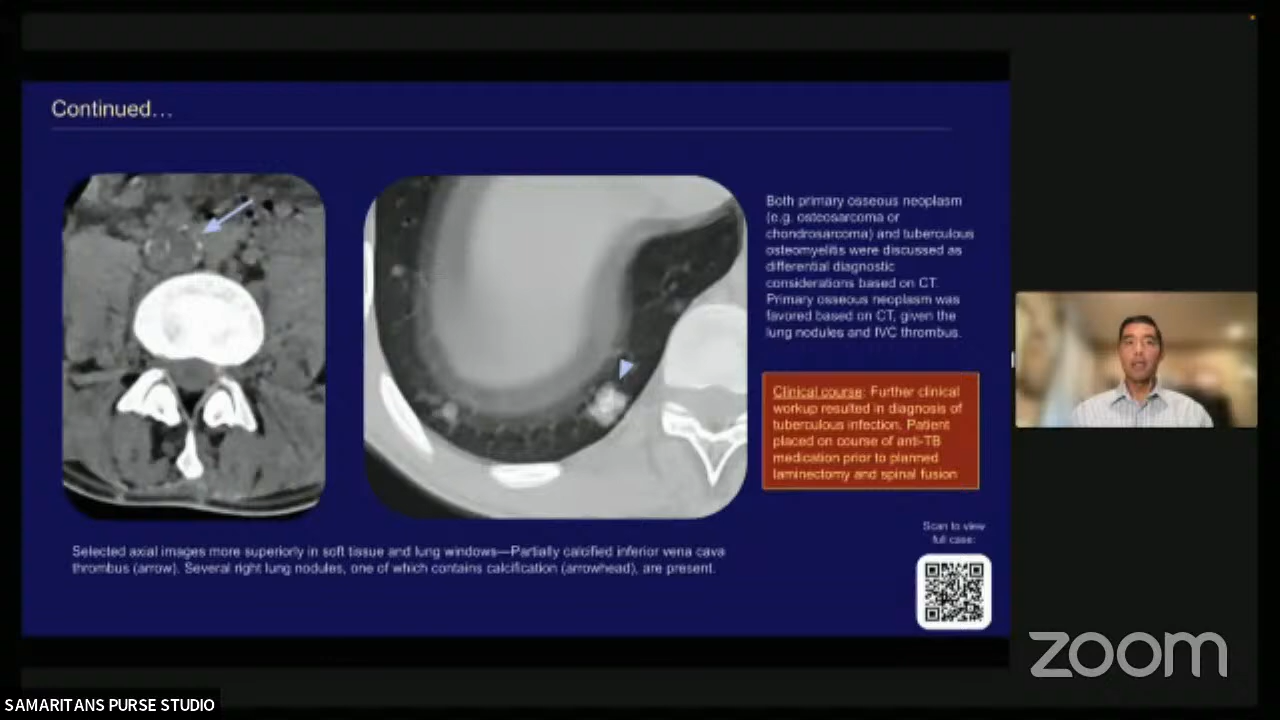 Continued...
Both primary osseous neoplasm
(e.g. osteosarcoma or
chondrosarcoma) and tuberculous
osteomyelitis were discussed as
differential diagnostic
considerations based on CT.
Primary osseous neoplasm was
favored based on CT, given the
lung nodules and IVC thrombus.
Clinical course: Further clinical
workup resulted in diagnosis of
tuberculous infection. Patient
placed on course of anti-TB
medication prior to planned
laminectomy and spinal fusion
Scan to view
full case:
Selected axial images more superiorly in soft tissue and lung windows—Partially calcified inferior vena cava
thrombus (arrow). Several right lung nodules, one of which contains calcification (arrowhead), are present.
zoom
SAMARITANS PURSE STUDIO